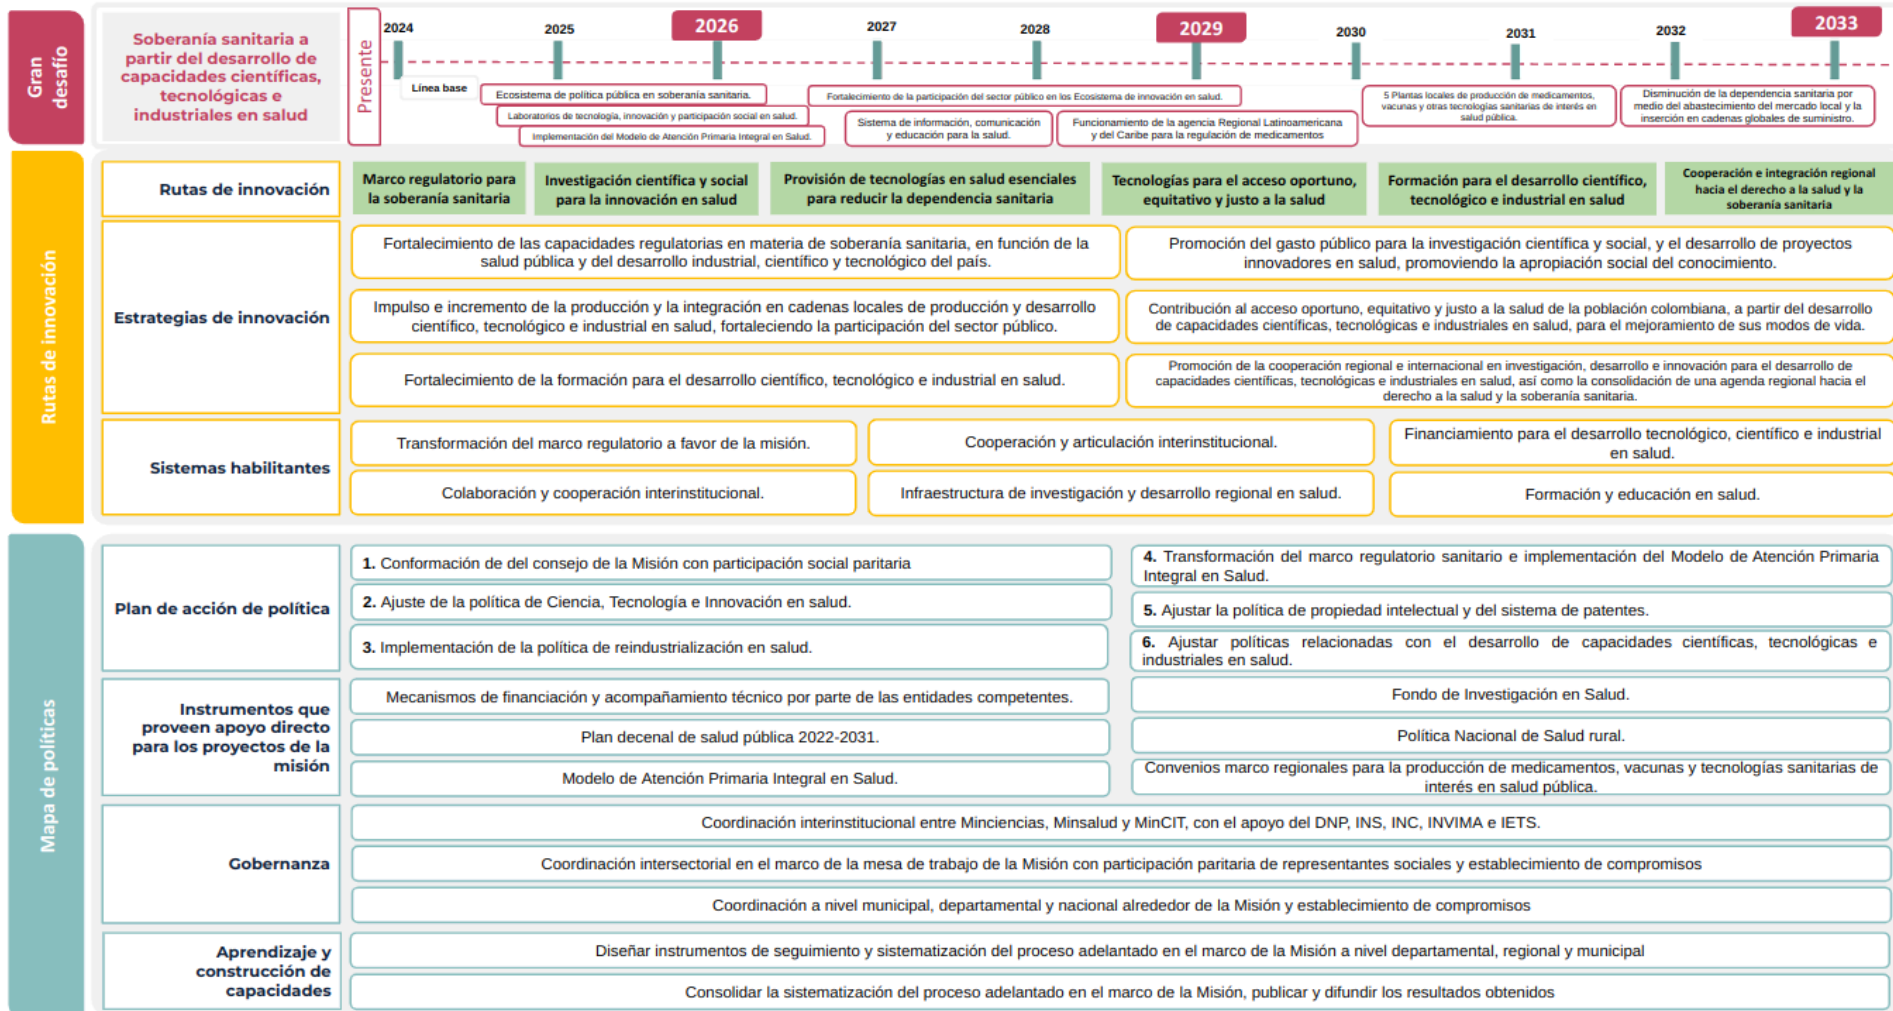 Gran
desafío
Soberanía sanitaria a
partir del desarrollo de
capacidades científicas,
tecnológicas e
industriales en salud
Presente
2024
2025
2026
2027
2028
2029
2030
2031
2032
2033
Línea base
Ecosistema de política pública en soberanía sanitaria.
Laboratorios de tecnología, innovación y participación social en salud.
Implementación del Modelo de Atención Primaria Integral en Salud.
Fortalecimiento de la participación del sector público en los Ecosistema de innovación en salud.
Sistema de información, comunicación
y educación para la salud.
Funcionamiento de la agencia Regional Latinoamericana
y del Caribe para la regulación de medicamentos
5 Plantas locales de producción de medicamentos,
vacunas y otras tecnologías sanitarias de interés en
salud pública.
Disminución de la dependencia sanitaria por
medio del abastecimiento del mercado local y la
inserción en cadenas globales de suministro.
Rutas de innovación
Rutas de innovación
Marco regulatorio para
la soberanía sanitaria
Investigación científica y social
para la innovación en salud
Provisión de tecnologías en salud esenciales
para reducir la dependencia sanitaria
Tecnologías para el acceso oportuno,
equitativo y justo a la salud
Formación para el desarrollo científico,
tecnológico e industrial en salud
Cooperación e integración regional
hacia el derecho a la salud y la
soberanía sanitaria
Estrategias de innovación
Fortalecimiento de las capacidades regulatorias en materia de soberanía sanitaria, en función de la
salud pública y del desarrollo industrial, científico y tecnológico del país.
Promoción del gasto público para la investigación científica y social, y el desarrollo de proyectos
innovadores en salud, promoviendo la apropiación social del conocimiento.
Impulso e incremento de la producción y la integración en cadenas locales de producción y desarrollo
científico, tecnológico e industrial en salud, fortaleciendo la participación del sector público.
Contribución al acceso oportuno, equitativo y justo a la salud de la población colombiana, a partir del desarrollo
de capacidades científicas, tecnológicas e industriales en salud, para el mejoramiento de sus modos de vida.
Fortalecimiento de la formación para el desarrollo científico, tecnológico e industrial en salud.
Promoción de la cooperación regional e internacional en investigación, desarrollo e innovación para el desarrollo de
capacidades científicas, tecnológicas e industriales en salud, así como la consolidación de una agenda regional hacia el
derecho a la salud y la soberanía sanitaria.
Sistemas habilitantes
Transformación del marco regulatorio a favor de la misión.
Cooperación y articulación interinstitucional.
Financiamiento para el desarrollo tecnológico, científico e industrial
en salud.
Colaboración y cooperación interinstitucional.
Infraestructura de investigación y desarrollo regional en salud.
Formación y educación en salud.
Mapa de políticas
Plan de acción de política
1. Conformación de del consejo de la Misión con participación social paritaria
2. Ajuste de la política de Ciencia, Tecnología e Innovación en salud.
3. Implementación de la política de reindustrialización en salud.
4. Transformación del marco regulatorio sanitario e implementación del Modelo de Atención Primaria
Integral en Salud.
5. Ajustar la política de propiedad intelectual y del sistema de patentes.
6. Ajustar políticas relacionadas con el desarrollo de capacidades científicas, tecnológicas e
industriales en salud.
Instrumentos que
proveen apoyo directo
para los proyectos de la
misión
Mecanismos de financiación y acompañamiento técnico por parte de las entidades competentes.
Fondo de Investigación en Salud.
Plan decenal de salud pública 2022-2031.
Política Nacional de Salud rural.
Modelo de Atención Primaria Integral en Salud.
Convenios marco regionales para la producción de medicamentos, vacunas y tecnologías sanitarias de
interés en salud pública.
Gobernanza
Coordinación interinstitucional entre Minciencias, Minsalud y MinCIT, con el apoyo del DNP, INS, INC, INVIMA e IETS.
Coordinación intersectorial en el marco de la mesa de trabajo de la Misión con participación paritaria de representantes sociales y establecimiento de compromisos
Coordinación a nivel municipal, departamental y nacional alrededor de la Misión y establecimiento de compromisos
Aprendizaje y
construcción de
capacidades
Diseñar instrumentos de seguimiento y sistematización del proceso adelantado en el marco de la Misión a nivel departamental, regional y municipal
Consolidar la sistematización del proceso adelantado en el marco de la Misión, publicar y difundir los resultados obtenidos